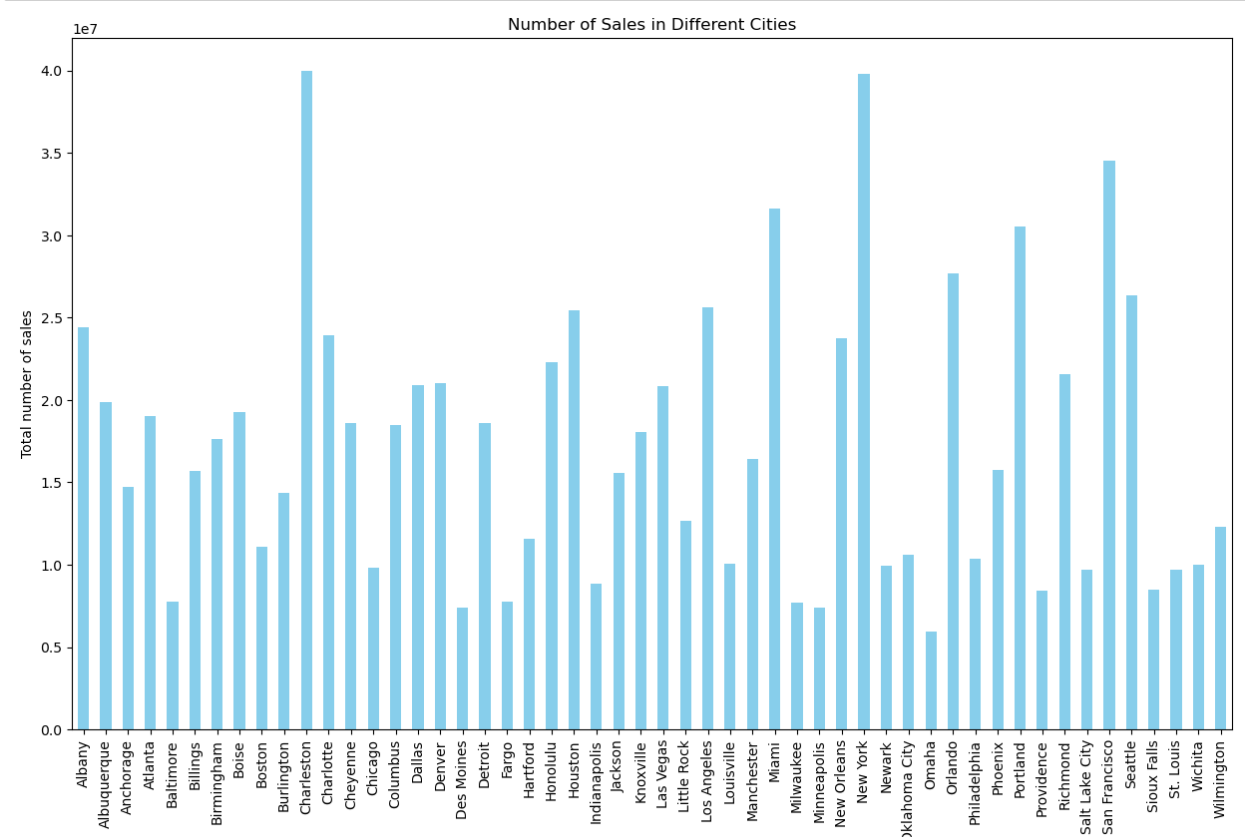 Number of Sales in Different Cities
1e7
4.0
3.5
3.0
2.5
2.0
1.5
1.0
0.5
0.0
Total number of sales
Albany
Albuquerque
Anchorage
Atlanta
Baltimore
Billings
Birmingham
Boise
Boston
Burlington
Charleston
Charlotte
Cheyenne
Chicago
Columbus
Dallas
Denver
Des Moines
Detroit
Fargo
Hartford
Honolulu
Houston
Indianapolis
Jackson
Knoxville
Las Vegas
Little Rock
Los Angeles
Louisville
Manchester
Miami
Milwaukee
Minneapolis
New Orleans
New York
Newark
Oklahoma City
Omaha
Orlando
Philadelphia
Phoenix
Portland
Providence
Richmond
Salt Lake City
San Francisco
Seattle
Sioux Falls
St. Louis
Wichita
Wilmington